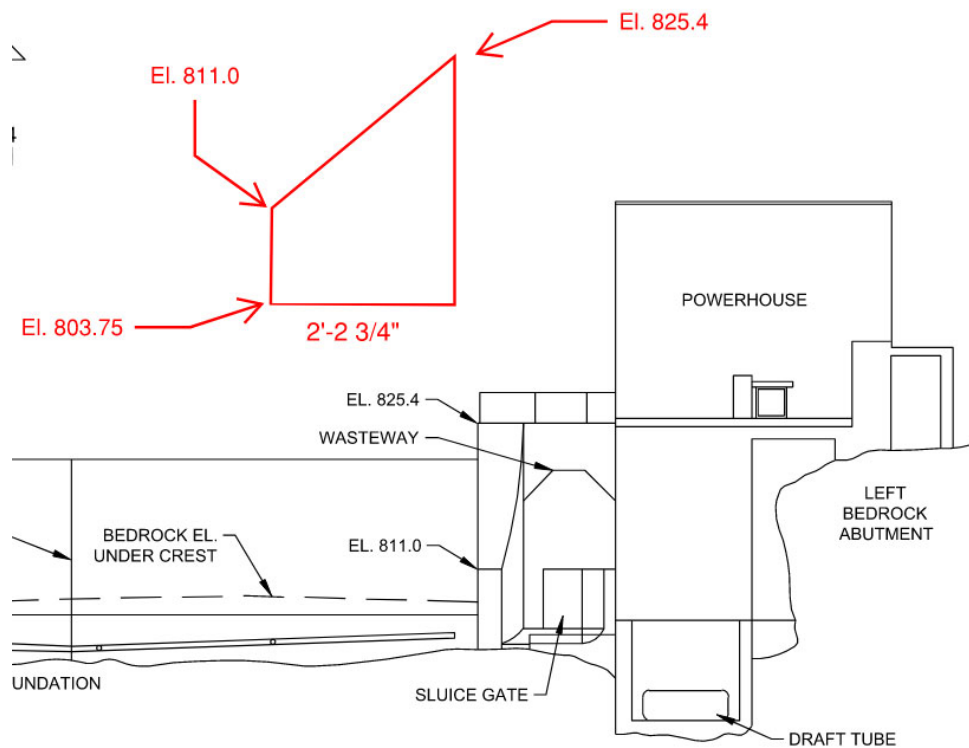 El. 825.4
El. 811.0
El. 803.75
2'-2 3/4"
POWERHOUSE
EL. 825.4
WASTEWAY
BEDROCK EL.
UNDER CREST
EL. 811.0
LEFT
BEDROCK
ABUTMENT
UNDATION
SLUICE GATE
DRAFT TUBE